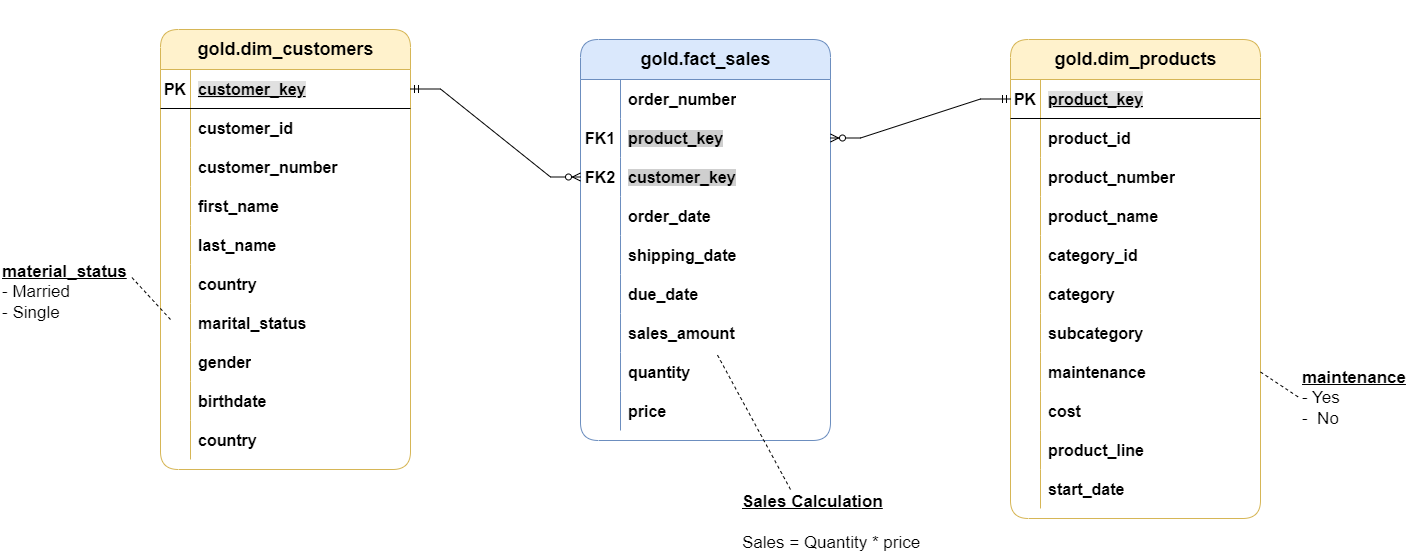 gold.dim_customers
PK customer_key
customer_id
customer_number
first_name
last_name
country
marital_status
gender
birthdate
country
material_status
- Married
- Single
gold.fact_sales
order_number
FK1 product_key
FK2 customer_key
order_date
shipping_date
due_date
sales_amount
quantity
price
Sales Calculation
Sales = Quantity * price
gold.dim_products
PK product_key
product_id
product_number
product_name
category_id
category
subcategory
maintenance
cost
product_line
start_date
maintenance
- Yes
- No